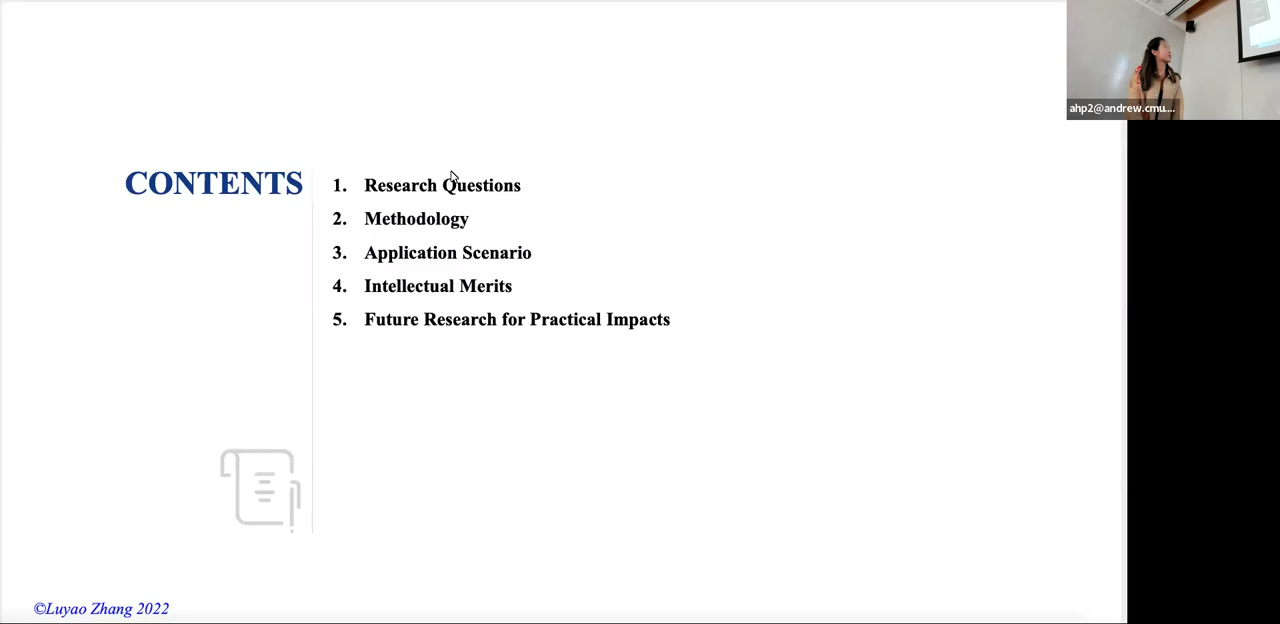 ahp2@andrew.cmu....
CONTENTS
1. Research Questions
2. Methodology
3. Application Scenario
4. Intellectual Merits
5. Future Research for Practical Impacts
©Luyao Zhang 2022